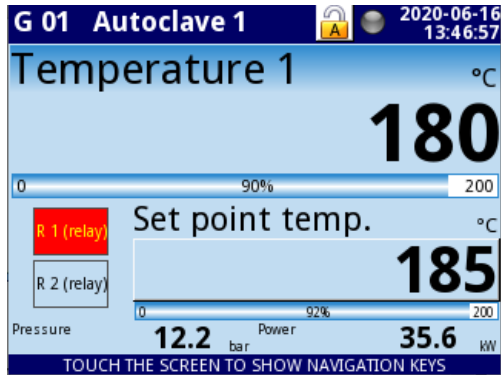 G 01 Autoclave 1 A 2020-06-16
13:46:57
Temperature 1 °C
180
0 90% 200
R 1 (relay)
Set point temp. °C
185
R 2 (relay)
0 92% 200
Pressure 12.2 bar Power 35.6 kW
TOUCH THE SCREEN TO SHOW NAVIGATION KEYS